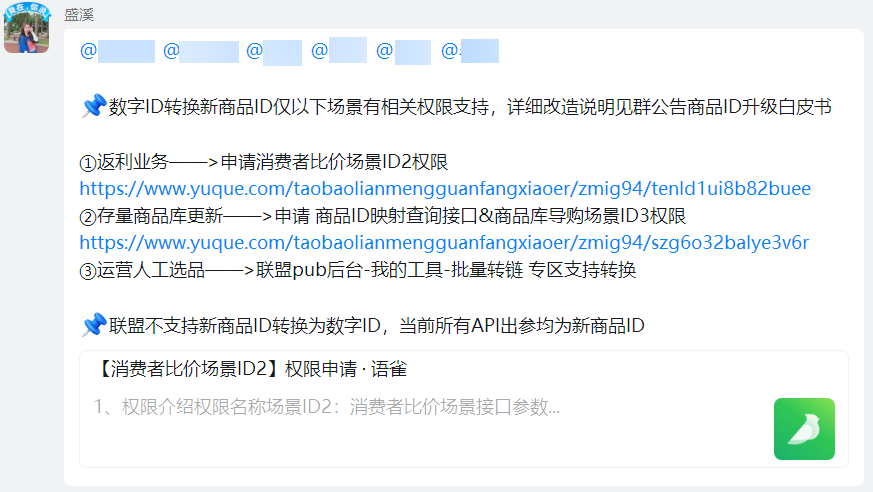 盛溪
@ @ @ @ @ @
数字ID转换新商品ID仅以下场景有相关权限支持，详细改造说明见群公告商品ID升级白皮书
①返利业务——>申请消费者比价场景ID2权限
https://www.yuque.com/taobaolianmengguanfangxiaoer/zmig94/tenld1ui8b82buee
②存量商品库更新——>申请 商品ID映射查询接口&商品库导购场景ID3权限
https://www.yuque.com/taobaolianmengguanfangxiaoer/zmig94/szg6o32balye3v6r
③运营人工选品——>联盟pub后台-我的工具-批量转链 专区支持转换
联盟不支持新商品ID转换为数字ID，当前所有API出参均为新商品ID
【消费者比价场景ID2】权限申请 · 语雀
1、权限介绍权限名称场景ID2：消费者比价场景接口参数...